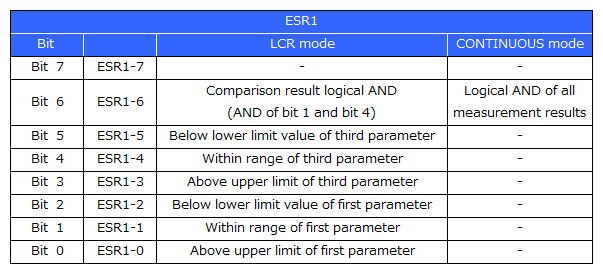 ESR1
Bit LCR mode CONTINUOUS mode
Bit 7 ESR1-7 - -
Bit 6 ESR1-6 Comparison result logical AND (AND of bit 1 and bit 4) Logical AND of all measurement results
Bit 5 ESR1-5 Below lower limit value of third parameter -
Bit 4 ESR1-4 Within range of third parameter -
Bit 3 ESR1-3 Above upper limit of third parameter -
Bit 2 ESR1-2 Below lower limit value of first parameter -
Bit 1 ESR1-1 Within range of first parameter -
Bit 0 ESR1-0 Above upper limit of first parameter -